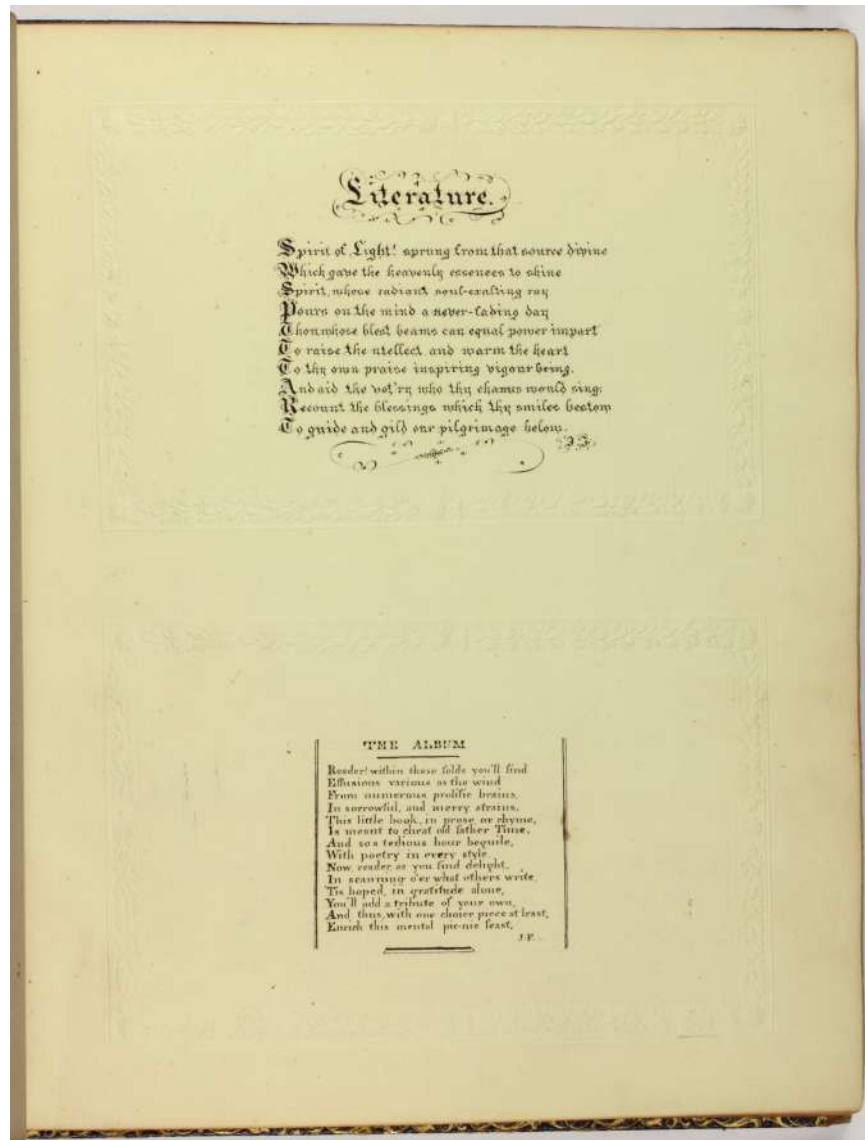 Literature.
Spirit of Light! sprung from that source divine
Which gave the heavenly essences to shine
Spirit, whose radiant soul-exalting ray
Pours on the mind a never-fading day
Thou whose blest beams can equal power impart
To raise the ntellect and warm the heart
To thy own praise inspiring vigour being.
And aid the vot'ry who thy charms would sing;
Recount the blessings which thy smiles bestow
To guide and gild our pilgrimage below.
THE ALBUM
Reader! within these folds you'll find
Effusions various as the wind
From numerous prolific brains,
In sorrowful, and merry strains.
This little book, in prose or rhyme,
Is meant to cheat old father Time,
And so a tedious hour beguile,
With poetry in every style.
Now, reader as you find delight,
In scanning o'er what others write,
'Tis hoped, in gratitude alone,
You'll add a tribute of your own,
And thus, with one choice piece at least,
Enrich this mental pic-nic feast.
J.F.